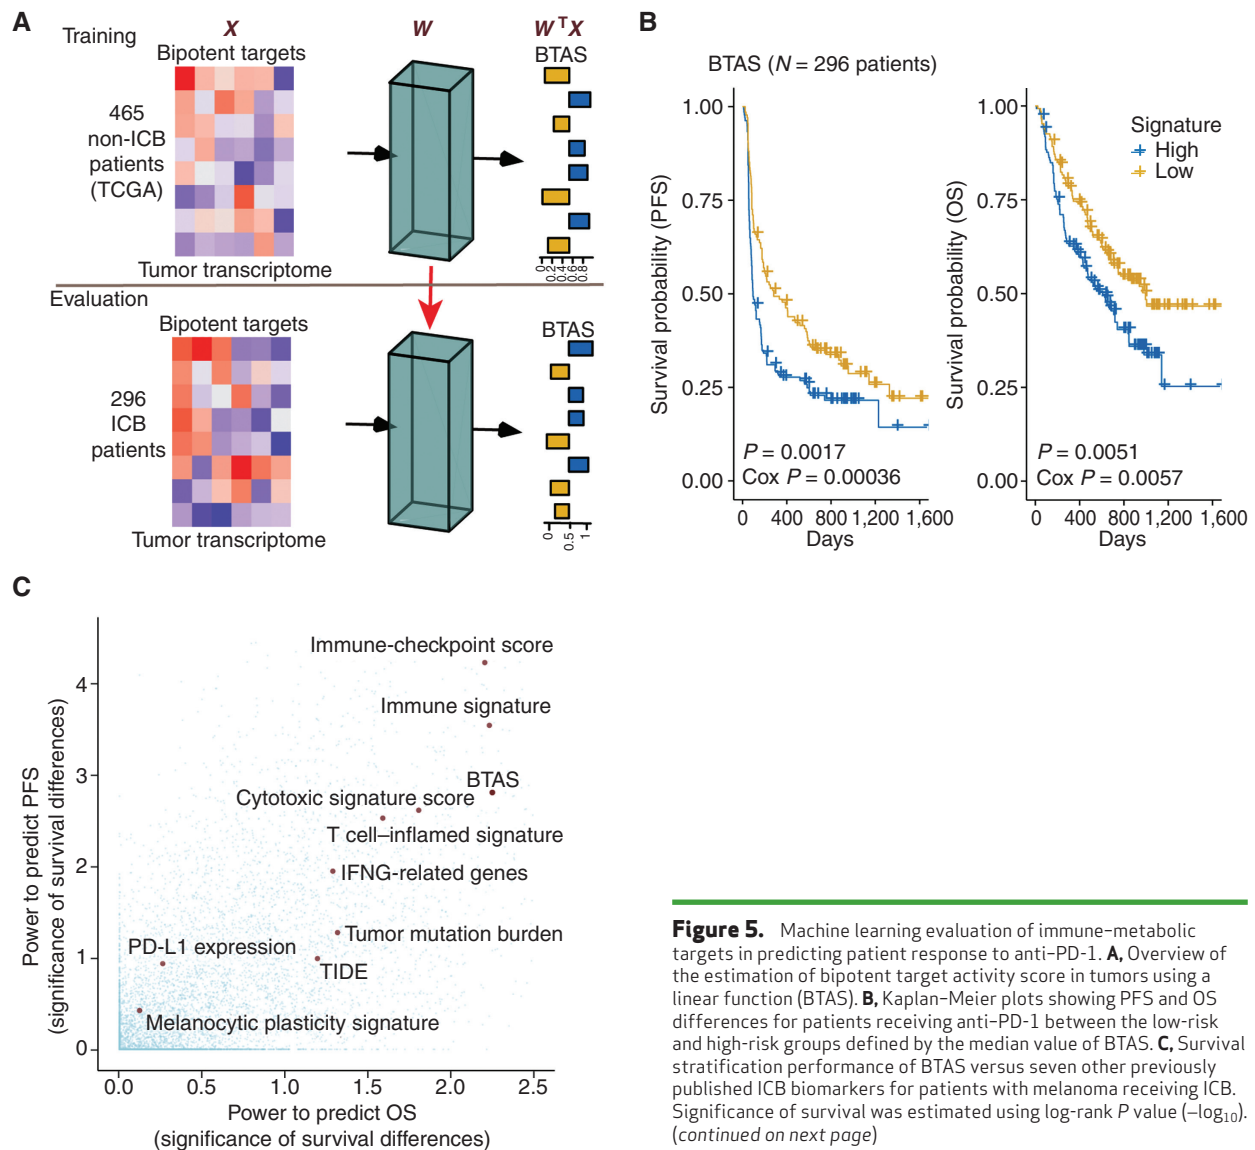 A
Training
X
W
WᵀX
Bipotent targets
BTAS
465
non-ICB
patients
(TCGA)
Tumor transcriptome
0
0.2
0.4
0.6
0.8
Evaluation
Bipotent targets
BTAS
296
ICB
patients
Tumor transcriptome
0
0.5
1
B
BTAS (N = 296 patients)
Survival probability (PFS)
1.00
0.75
0.50
0.25
0.00
P = 0.0017
Cox P = 0.00036
0 400 800 1,200 1,600
Days
Survival probability (OS)
1.00
0.75
0.50
0.25
0.00
Signature
High
Low
P = 0.0051
Cox P = 0.0057
0 400 800 1,200 1,600
Days
C
Power to predict PFS
(significance of survival differences)
4
3
2
1
0
Immune-checkpoint score
Immune signature
BTAS
Cytotoxic signature score
T cell–inflamed signature
IFNG-related genes
Tumor mutation burden
PD-L1 expression
TIDE
Melanocytic plasticity signature
0.0 0.5 1.0 1.5 2.0 2.5
Power to predict OS
(significance of survival differences)
Figure 5. Machine learning evaluation of immune–metabolic
targets in predicting patient response to anti–PD-1. A, Overview of
the estimation of bipotent target activity score in tumors using a
linear function (BTAS). B, Kaplan–Meier plots showing PFS and OS
differences for patients receiving anti–PD-1 between the low-risk
and high-risk groups defined by the median value of BTAS. C, Survival
stratification performance of BTAS versus seven other previously
published ICB biomarkers for patients with melanoma receiving ICB.
Significance of survival was estimated using log-rank P value (–log₁₀).
(continued on next page)